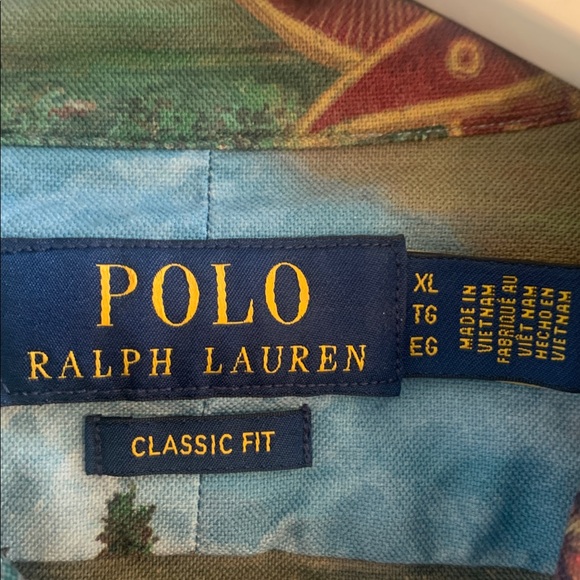 POLO
RALPH LAUREN
XL
TG
EG
MADE IN
VIETNAM
FABRIQUÉ AU
VIÊT NAM
HECHO EN
VIETNAM
CLASSIC FIT